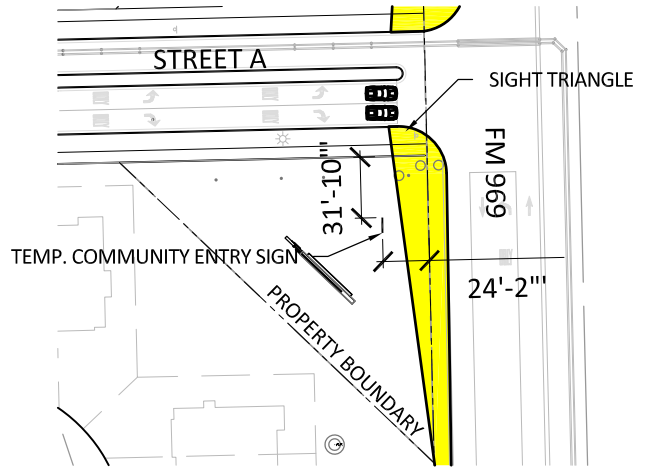 STREET A
SIGHT TRIANGLE
FM 969
31'-10"'
TEMP. COMMUNITY ENTRY SIGN
24'-2"'
PROPERTY BOUNDARY